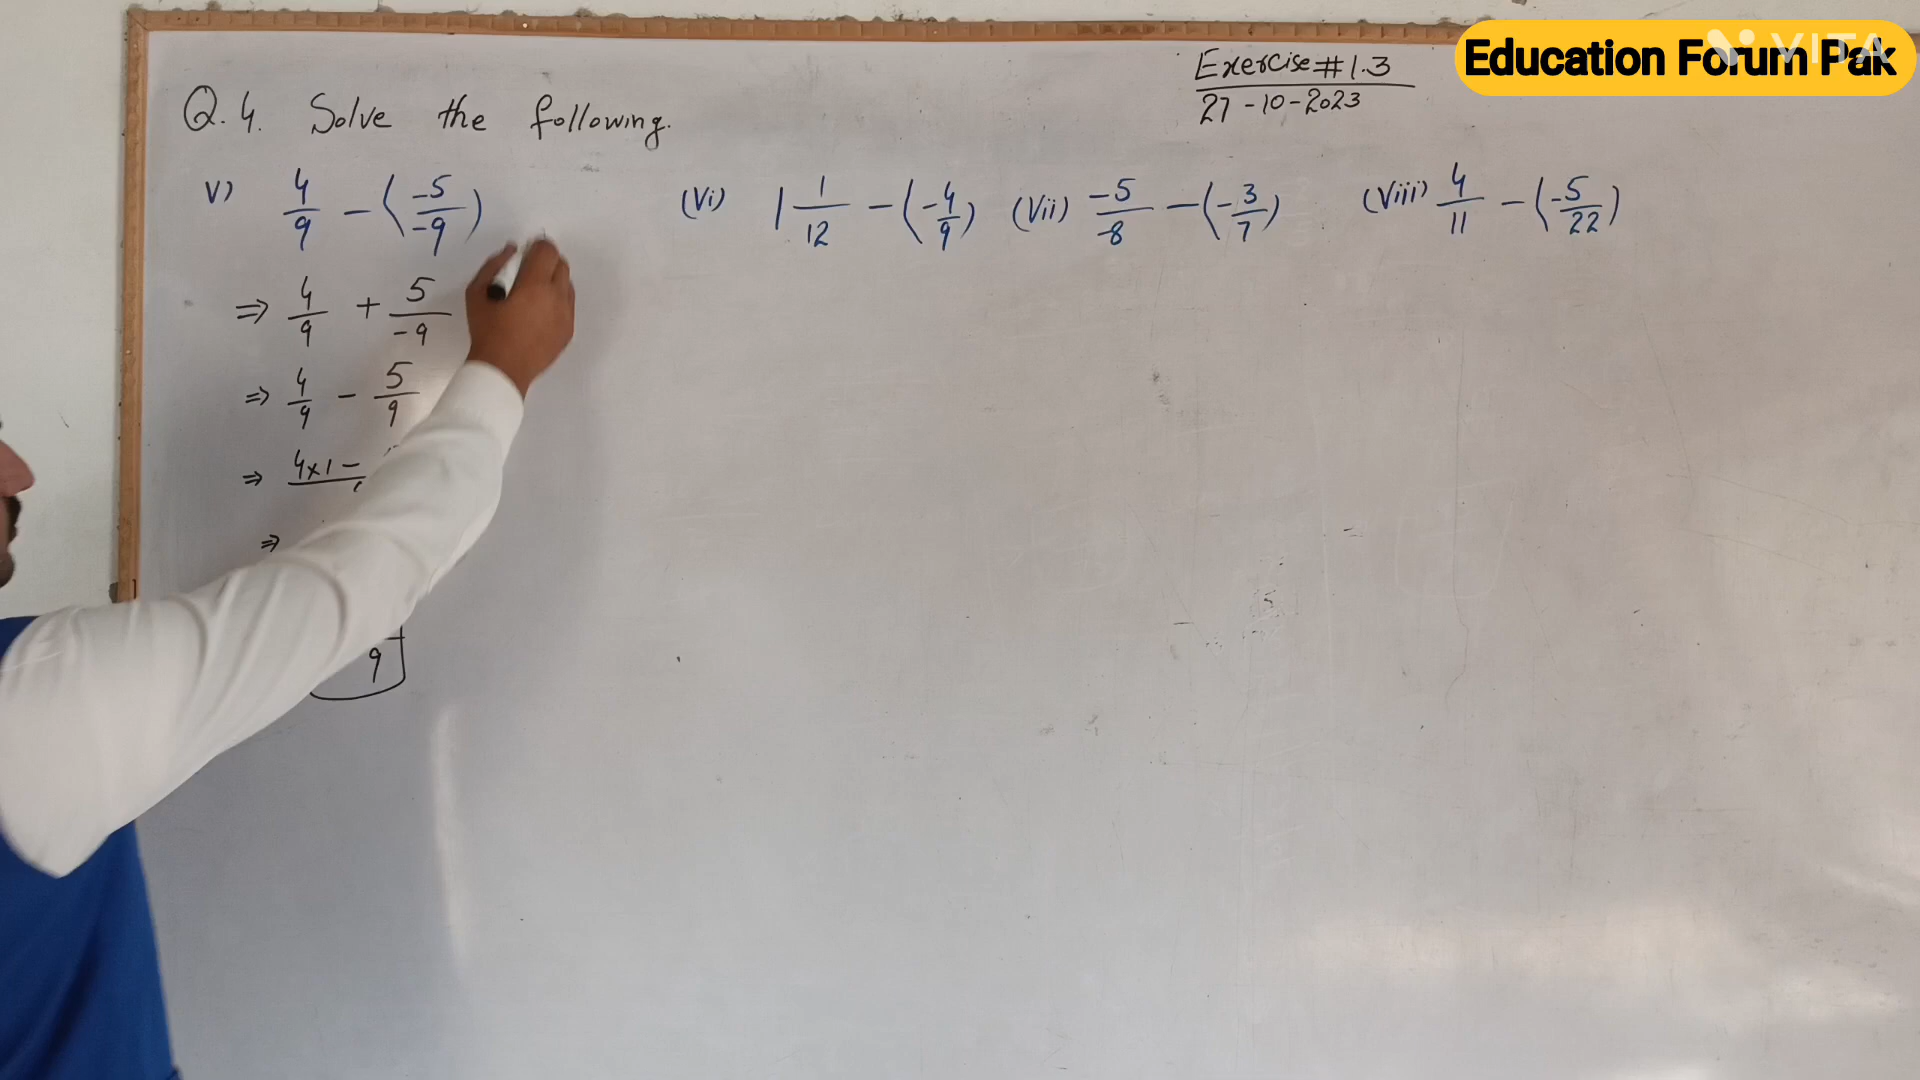 Exercise # 1.3
27-10-2023
Education Forum Pak
VITA
Q.4. Solve the following.
v) 4/9 - (-5/-9) (vi) 1 1/12 - (-4/9) (vii) -5/-8 - (-3/7) (viii) 4/11 - (-5/22)
⇒ 4/9 + 5/-9
⇒ 4/9 - 5/9
⇒ 4×1-
⇒
9